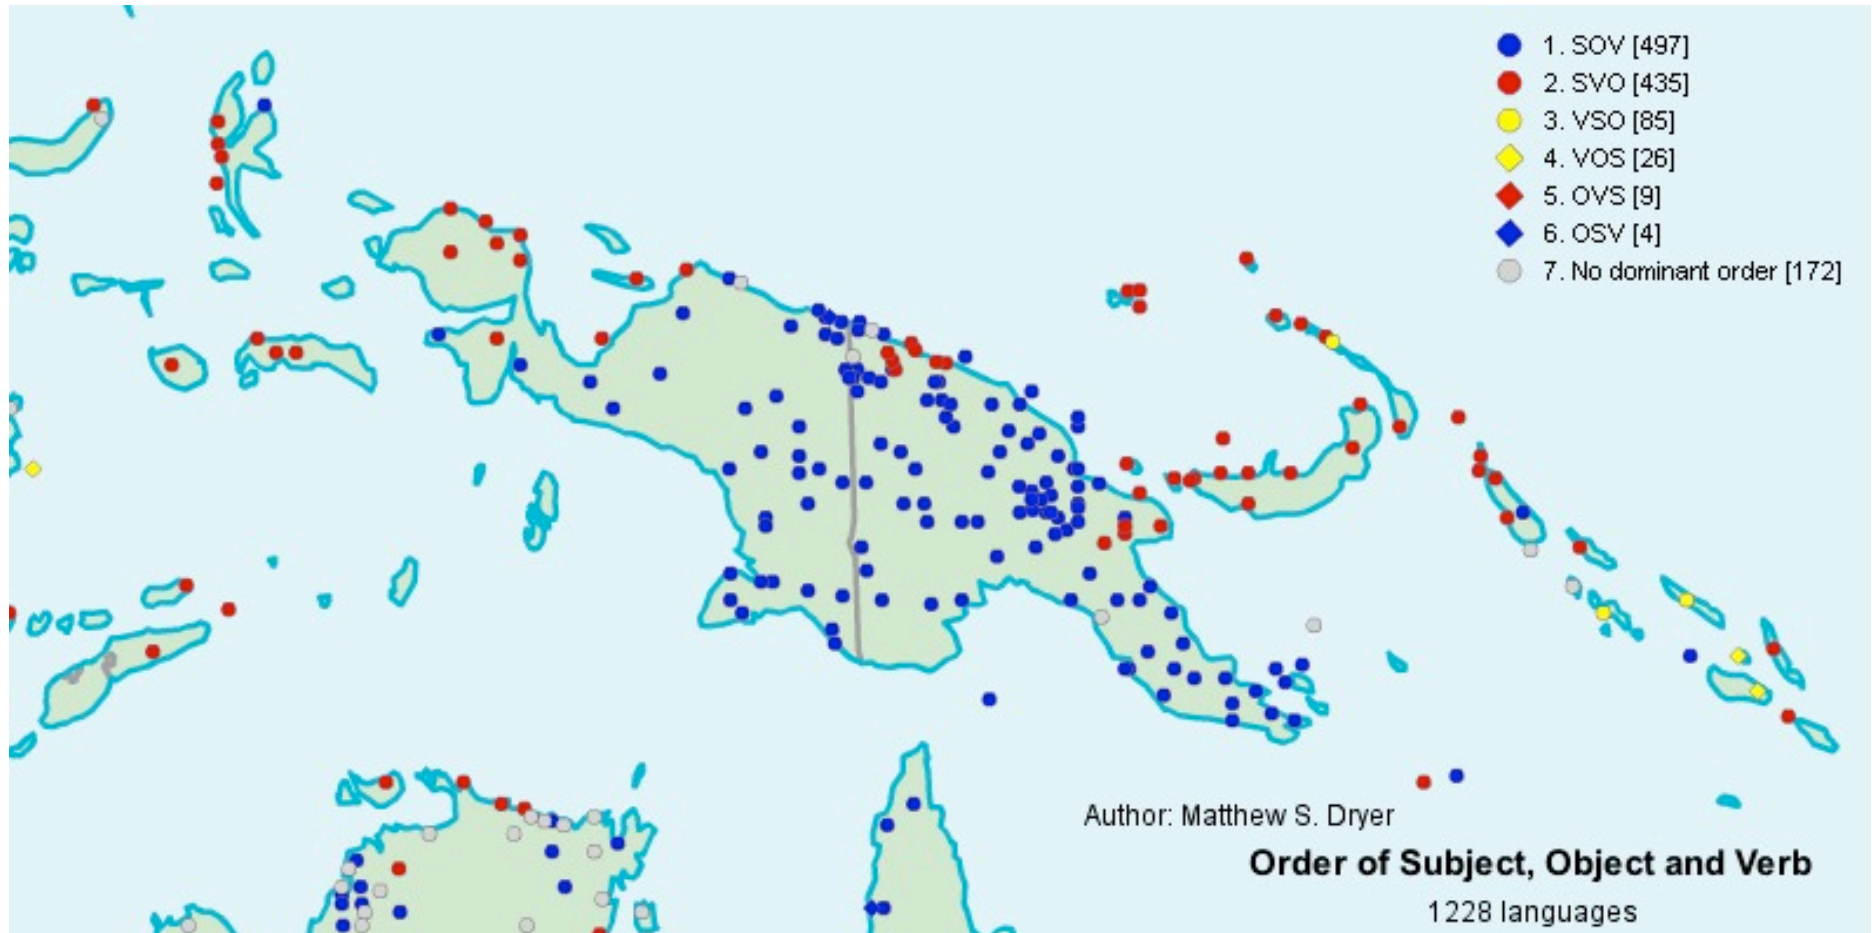 1. SOV [497]
2. SVO [435]
3. VSO [85]
4. VOS [26]
5. OVS [9]
6. OSV [4]
7. No dominant order [172]
Author: Matthew S. Dryer
Order of Subject, Object and Verb
1228 languages